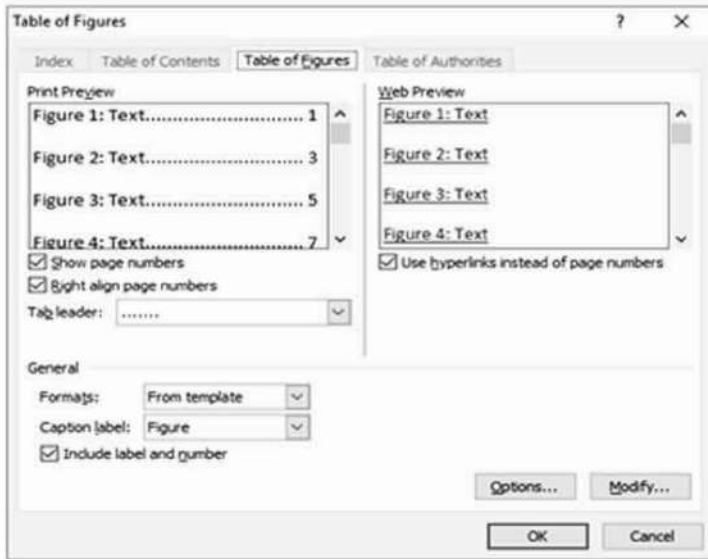 Table of Figures ? ×
Index Table of Contents Table of Figures Table of Authorities
Print Preview
Figure 1: Text............................. 1
Figure 2: Text............................. 3
Figure 3: Text............................. 5
Figure 4: Text............................. 7
Show page numbers
Right align page numbers
Tab leader: .......
Web Preview
Figure 1: Text
Figure 2: Text
Figure 3: Text
Figure 4: Text
Use hyperlinks instead of page numbers
General
Formats: From template
Caption label: Figure
Include label and number
Options... Modify...
OK Cancel